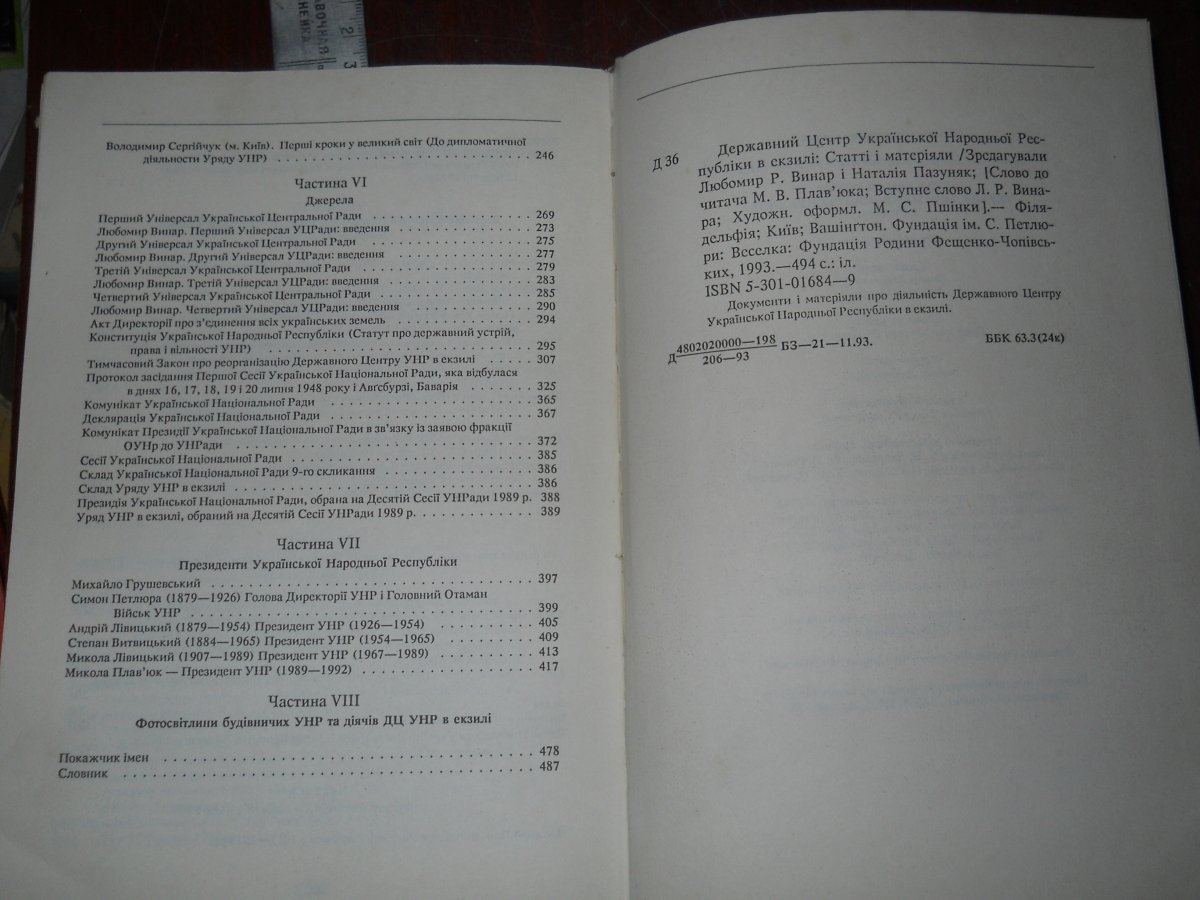 АВОЧНАЯ
НЕЙКА
2
3
Володимир Сергійчук (м. Київ). Перші кроки у великий світ (До дипломатичної
діяльности Уряду УНР) . . . . . . . . . . . . . . . . . . . . 246
Частина VI
Джерела
Перший Універсал Української Центральної Ради . . . . . . . . . . 269
Любомир Винар. Перший Універсал УЦРади: введення . . . . . . . . . . 273
Другий Універсал Української Центральної Ради . . . . . . . . . . 275
Любомир Винар. Другий Універсал УЦРади: введення . . . . . . . . . . 277
Третій Універсал Української Центральної Ради . . . . . . . . . . 279
Любомир Винар. Третій Універсал УЦРади: введення . . . . . . . . . . 283
Четвертий Універсал Української Центральної Ради . . . . . . . . . . 285
Любомир Винар. Четвертий Універсал УЦРади: введення . . . . . . . . . . 290
Акт Директорії про з'єдинення всіх українських земель . . . . . . . . . . 294
Конституція Української Народньої Республіки (Статут про державний устрій,
права і вільності УНР) . . . . . . . . . . . . . . . . . . . . 295
Тимчасовий Закон про реорганізацію Державного Центру УНР в екзилі . . . . . 307
Протокол засідання Першої Сесії Української Національної Ради, яка відбулася
в днях 16, 17, 18, 19 і 20 липня 1948 року і Авґсбурзі, Баварія . . . . . . 325
Комунікат Української Національної Ради . . . . . . . . . . . . . 365
Деклярація Української Національної Ради . . . . . . . . . . . . . 367
Комунікат Президії Української Національної Ради в зв'язку із заявою фракції
ОУНр до УНРади . . . . . . . . . . . . . . . . . . . . 372
Сесії Української Національної Ради . . . . . . . . . . . . . . . 385
Склад Української Національної Ради 9-го скликання . . . . . . . . . . 386
Склад Уряду УНР в екзилі . . . . . . . . . . . . . . . . . . . 386
Президія Української Національної Ради, обрана на Десятій Сесії УНРади 1989 р. 388
Уряд УНР в екзилі, обраний на Десятій Сесії УНРади 1989 р. . . . . . . . . 389
Частина VII
Президенти Української Народньої Республіки
Михайло Грушевський . . . . . . . . . . . . . . . . . . . . 397
Симон Петлюра (1879—1926) Голова Директорії УНР і Головний Отаман
Військ УНР . . . . . . . . . . . . . . . . . . . . 399
Андрій Лівицький (1879—1954) Президент УНР (1926—1954) . . . . . . . 405
Степан Витвицький (1884—1965) Президент УНР (1954—1965) . . . . . . . 409
Микола Лівицький (1907—1989) Президент УНР (1967—1989) . . . . . . . 413
Микола Плав'юк — Президент УНР (1989—1992) . . . . . . . . . . . 417
Частина VIII
Фотосвітлини будівничих УНР та діячів ДЦ УНР в екзилі
Покажчик імен . . . . . . . . . . . . . . . . . . . . 478
Словник . . . . . . . . . . . . . . . . . . . . 487
Державний Центр Української Народньої Рес-
Д 36 публіки в екзилі: Статті і матеріяли /Зредагували
Любомир Р. Винар і Наталія Пазуняк; [Слово до
читача М. В. Плав'юка; Вступне слово Л. Р. Вина-
ра; Художн. оформл. М. С. Пшінки].— Філя-
дельфія; Київ; Вашінґтон. Фундація ім. С. Петлю-
ри: Веселка: Фундація Родини Фещенко-Чопівсь-
ких, 1993.—494 с.: іл.
ISBN 5-301-01684—9
Документи і матеріяли про діяльність Державного Центру
Української Народньої Республіки в екзилі.
Д 4802020000—198 БЗ—21—11.93. ББК 63.3(24к)
206—93